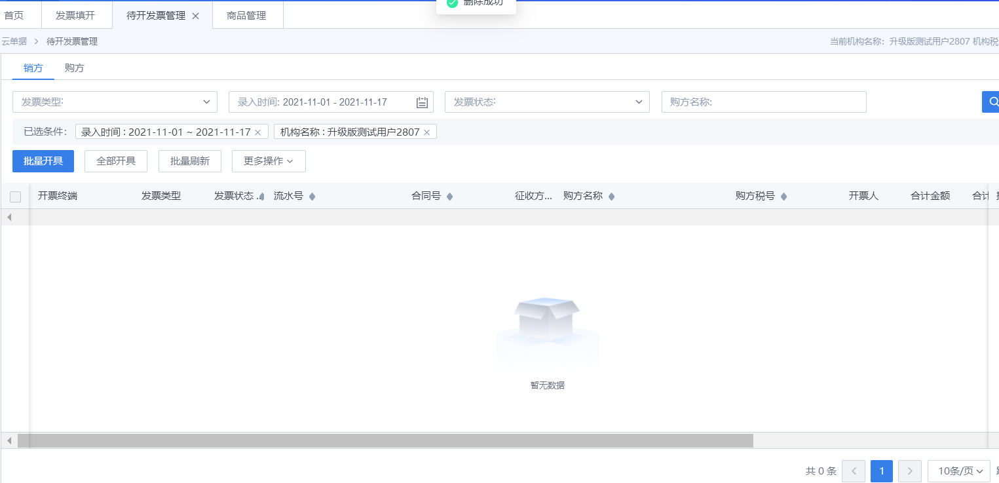 删除成功
首页 发票填开 待开发票管理 商品管理
云单据 > 待开发票管理 当前机构名称：升级版测试用户2807 机构税
销方 购方
发票类型: 录入时间: 2021-11-01 - 2021-11-17 发票状态: 购方名称:
已选条件： 录入时间 : 2021-11-01 ~ 2021-11-17 机构名称 : 升级版测试用户2807
批量开具 全部开具 批量刷新 更多操作
开票终端 发票类型 发票状态 .. 流水号 合同号 征收方... 购方名称 购方税号 开票人 合计金额 合计
暂无数据
共 0 条 1 10条/页